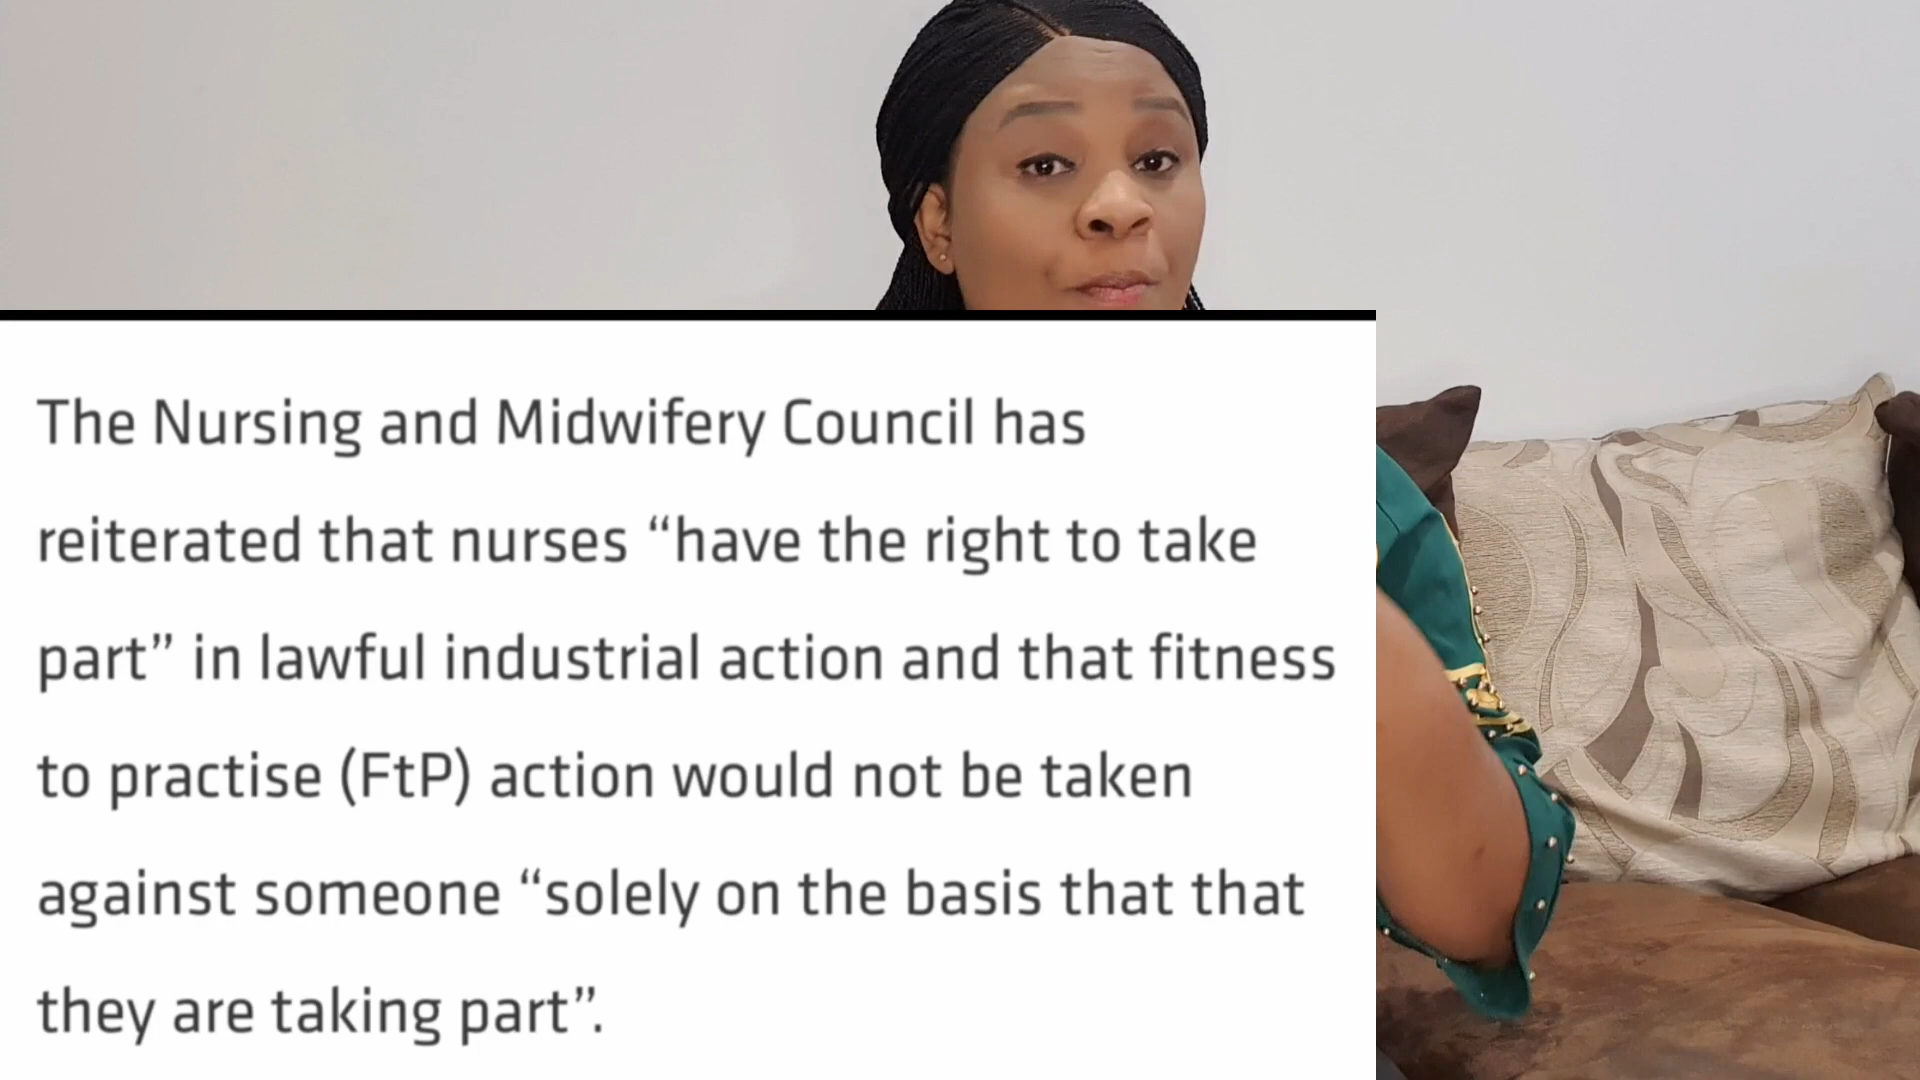 The Nursing and Midwifery Council has
reiterated that nurses “have the right to take
part” in lawful industrial action and that fitness
to practise (FtP) action would not be taken
against someone “solely on the basis that that
they are taking part”.